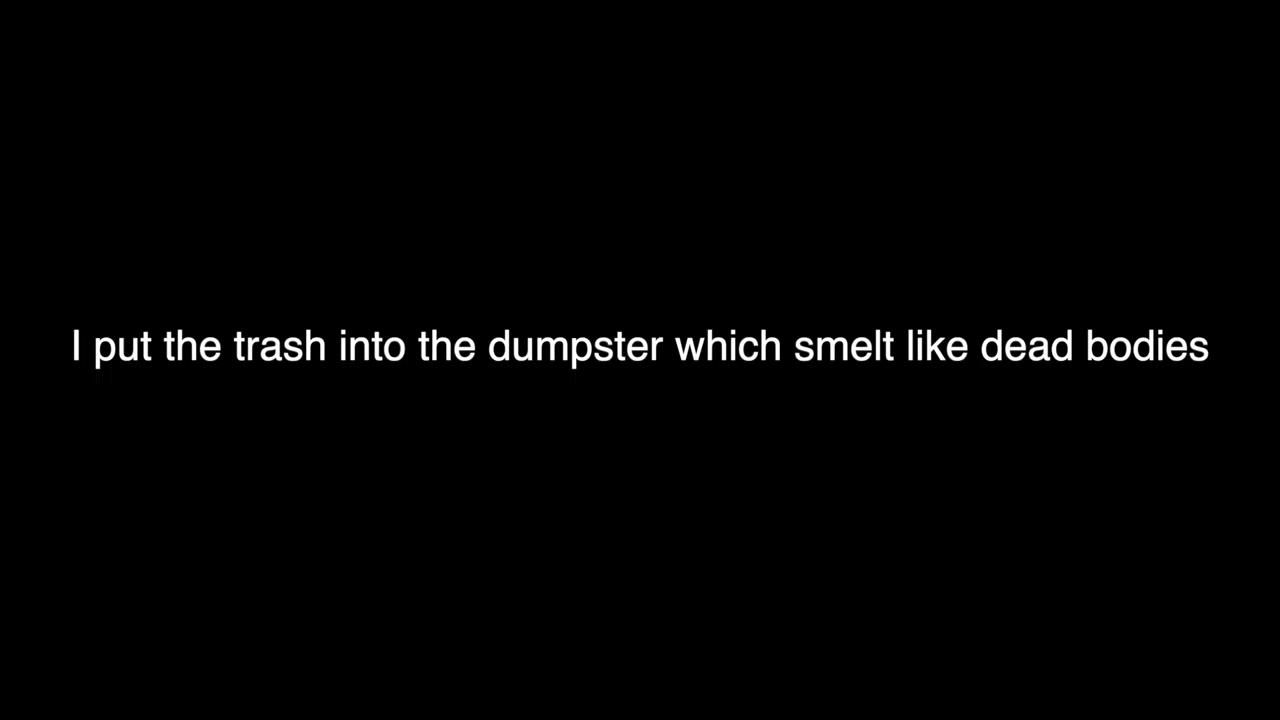 I put the trash into the dumpster which smelt like dead bodies